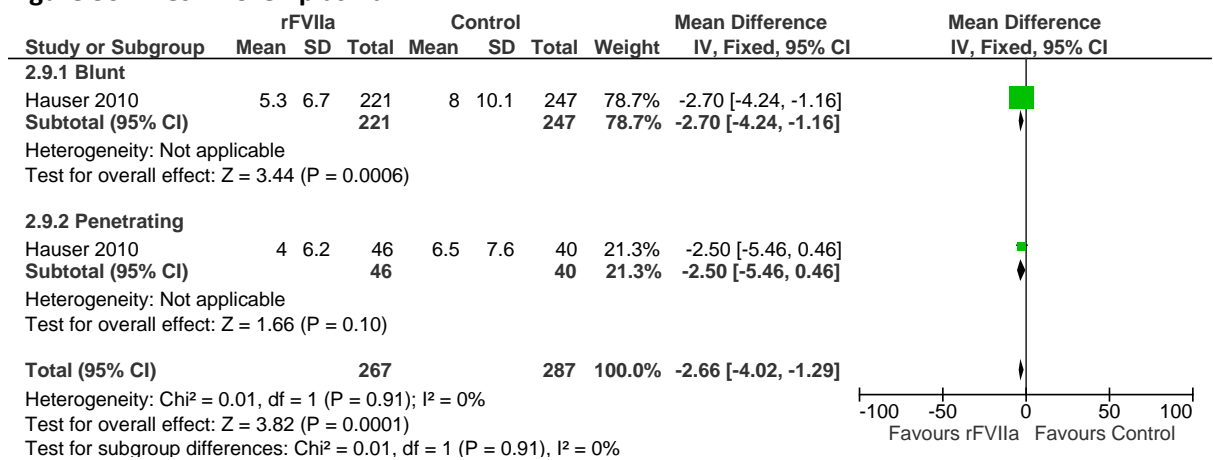 rFVIIa Control Mean Difference Mean Difference
Study or Subgroup Mean SD Total Mean SD Total Weight IV, Fixed, 95% CI IV, Fixed, 95% CI
2.9.1 Blunt
Hauser 2010 5.3 6.7 221 8 10.1 247 78.7% -2.70 [-4.24, -1.16]
Subtotal (95% CI) 221 247 78.7% -2.70 [-4.24, -1.16]
Heterogeneity: Not applicable
Test for overall effect: Z = 3.44 (P = 0.0006)
2.9.2 Penetrating
Hauser 2010 4 6.2 46 6.5 7.6 40 21.3% -2.50 [-5.46, 0.46]
Subtotal (95% CI) 46 40 21.3% -2.50 [-5.46, 0.46]
Heterogeneity: Not applicable
Test for overall effect: Z = 1.66 (P = 0.10)
Total (95% CI) 267 287 100.0% -2.66 [-4.02, -1.29]
Heterogeneity: Chi² = 0.01, df = 1 (P = 0.91); I² = 0%
Test for overall effect: Z = 3.82 (P = 0.0001)
Test for subgroup differences: Chi² = 0.01, df = 1 (P = 0.91), I² = 0%
-100 -50 0 50 100
Favours rFVIIa Favours Control